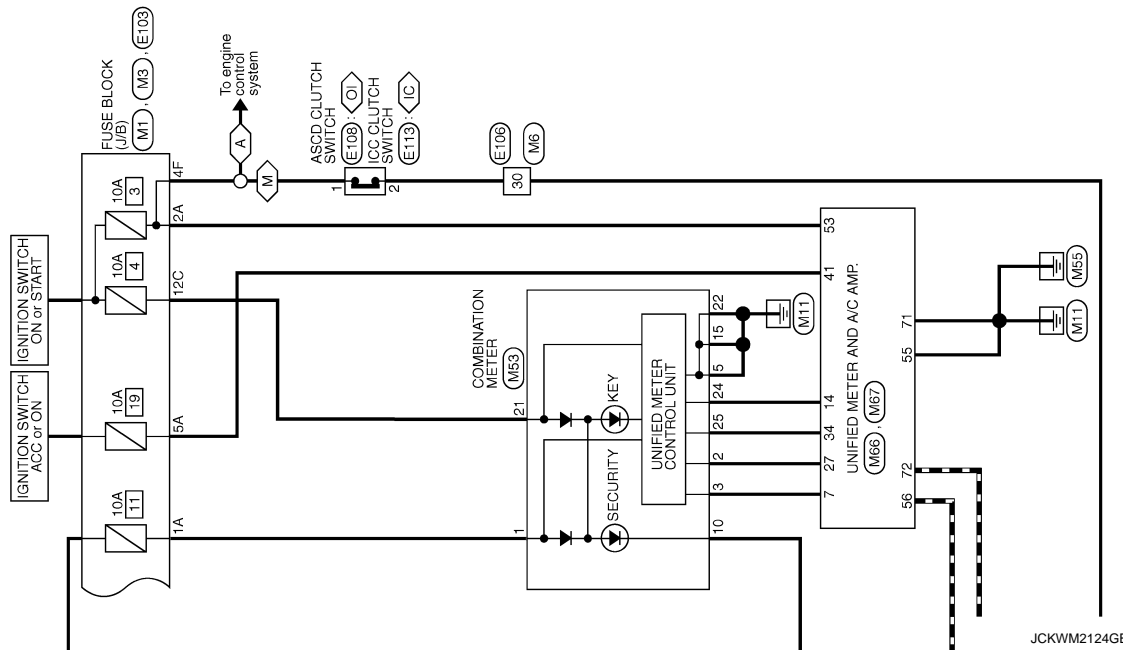 IGNITION SWITCH
ON or START
IGNITION SWITCH
ACC or ON
FUSE BLOCK
(J/B)
M1 , M3 , E103
10A
3
10A
4
10A
19
10A
11
4F
2A
12C
5A
1A
To engine
control
system
A
M
ASCD CLUTCH
SWITCH
E108 : OI
ICC CLUTCH
SWITCH
E113 : IC
1
2
E106
M6
30
COMBINATION
METER
M53
21
1
KEY
SECURITY
UNIFIED METER
CONTROL UNIT
22
15
5
24
25
2
3
10
M11
53
41
14
34
27
7
UNIFIED METER AND A/C AMP.
M66 , M67
71
55
72
56
M55
M11